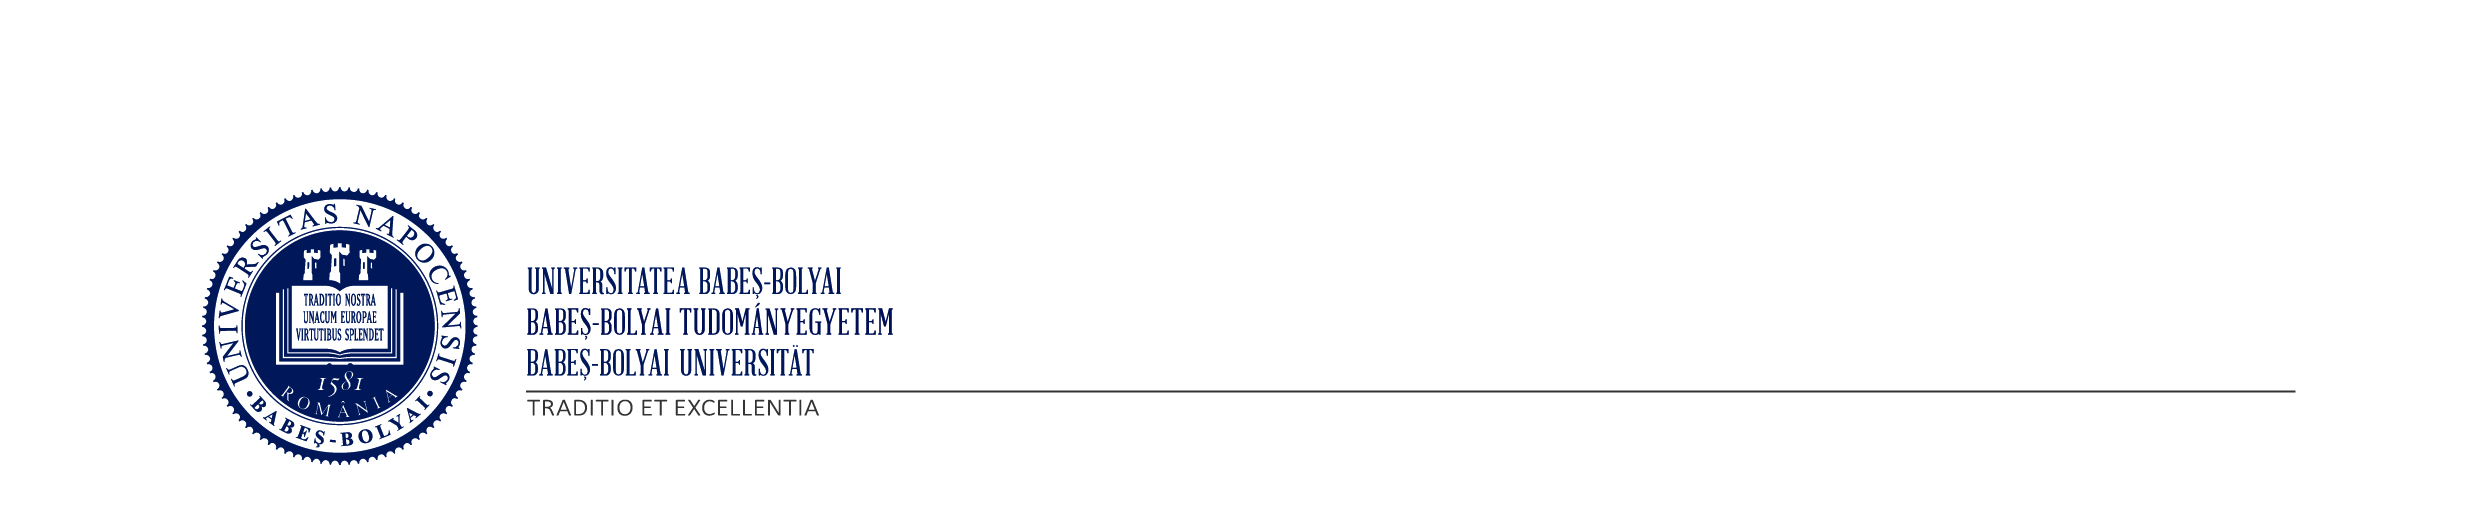 UNIVERSITAS NAPOCENSIS
TRADITIO NOSTRA
UNACUM EUROPAE
VIRTUTIBUS SPLENDET
1581
ROMÂNIA
• BABEŞ-BOLYAI •
UNIVERSITATEA BABEŞ-BOLYAI
BABEŞ-BOLYAI TUDOMÁNYEGYETEM
BABEŞ-BOLYAI UNIVERSITÄT
TRADITIO ET EXCELLENTIA